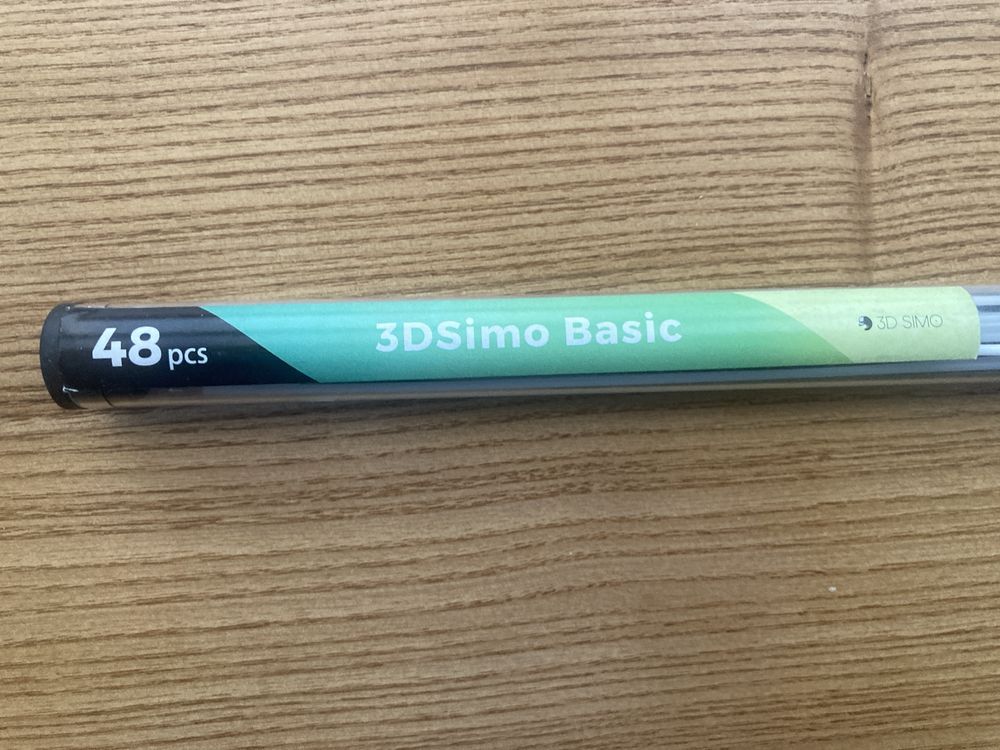 48 pcs
3DSimo Basic
3D SIMO